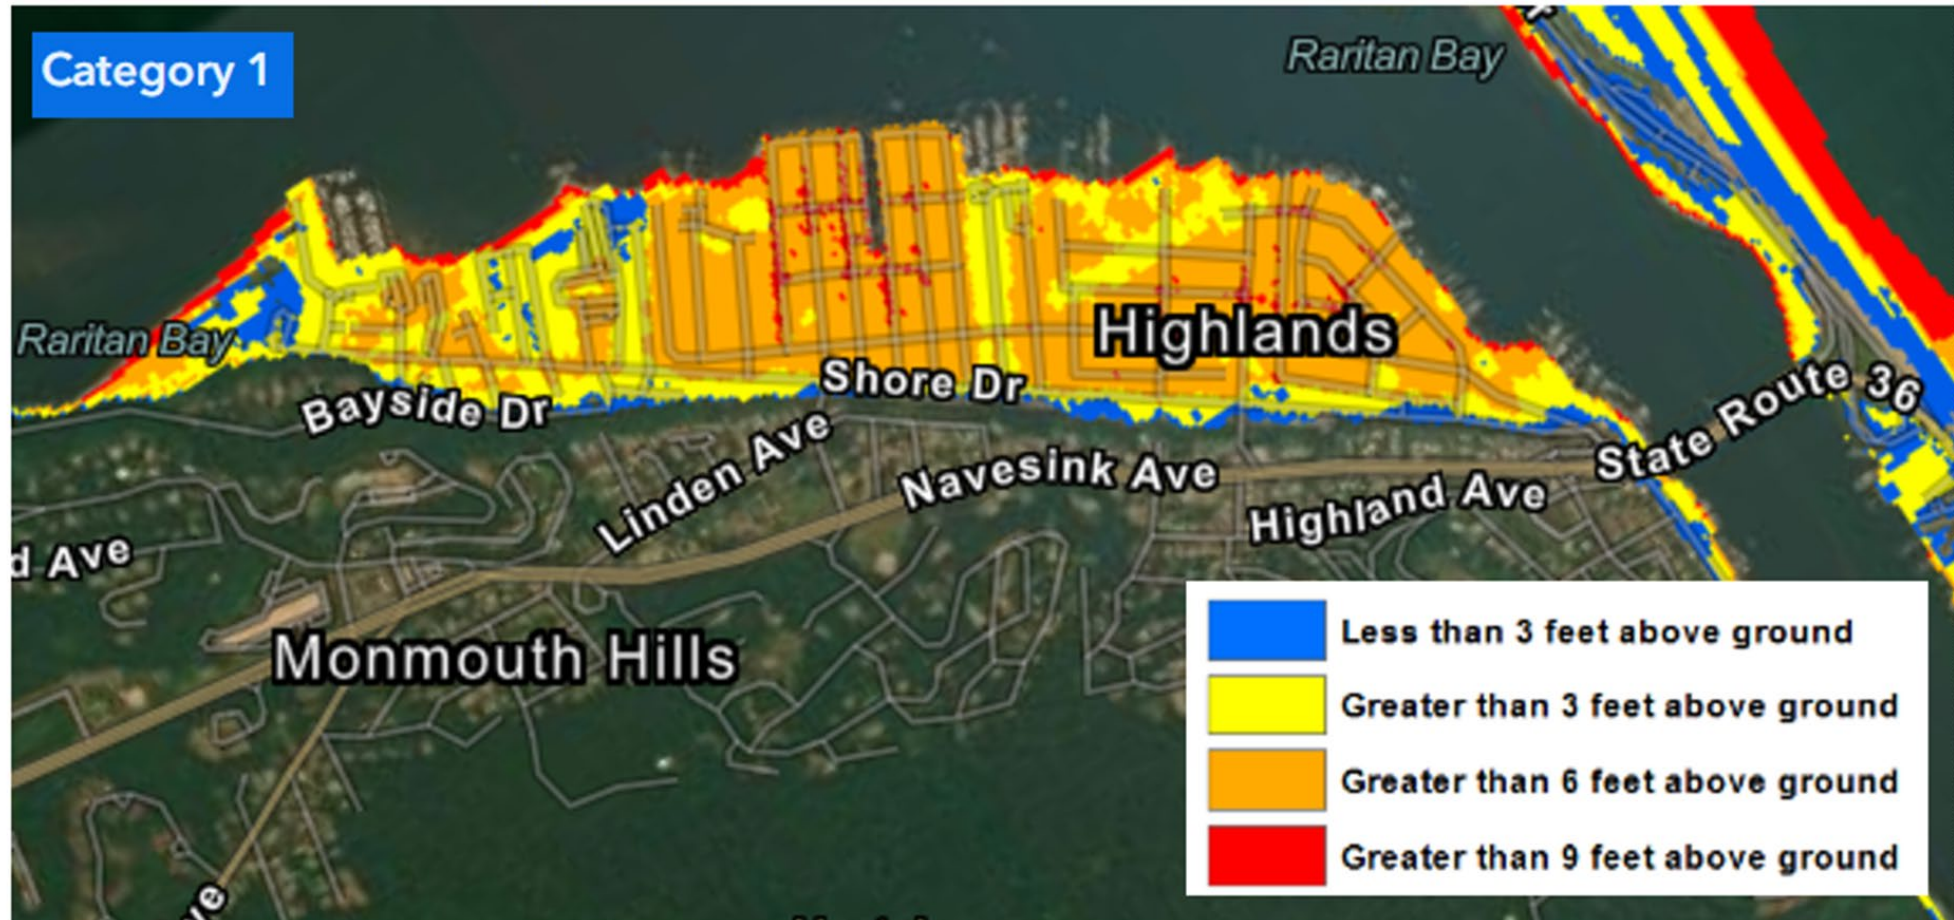 Category 1
Raritan Bay
Raritan Bay
Highlands
Shore Dr
Bayside Dr
State Route 36
Linden Ave
Navesink Ave
Highland Ave
d Ave
Monmouth Hills
ve
Less than 3 feet above ground
Greater than 3 feet above ground
Greater than 6 feet above ground
Greater than 9 feet above ground